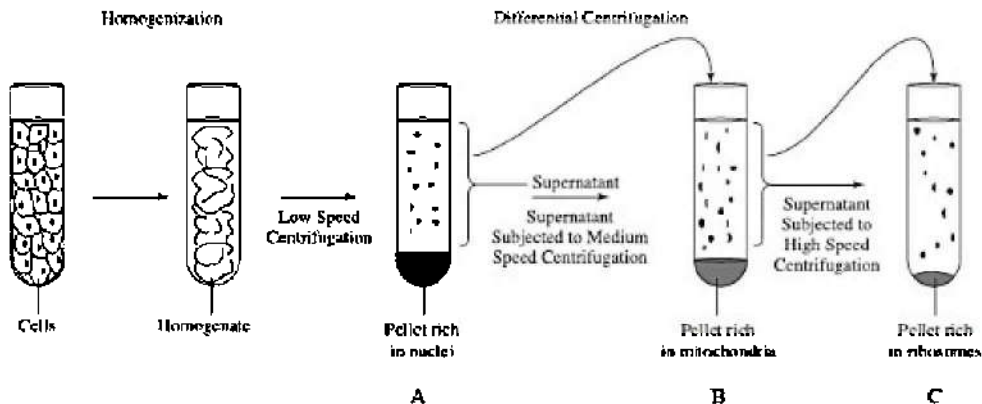 Homogenization
Differential Centrifugation
Cells
Homogenate
Low Speed
Centrifugation
Supernatant
Supernatant
Subjected to Medium
Speed Centrifugation
Supernatant
Subjected to
High Speed
Centrifugation
Pellet rich
in nuclei
Pellet rich
in mitochondria
Pellet rich
in ribosomes
A
B
C